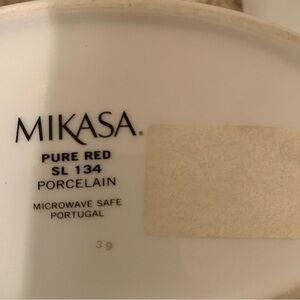 MIKASA®
PURE RED
SL 134
PORCELAIN
MICROWAVE SAFE
PORTUGAL
39